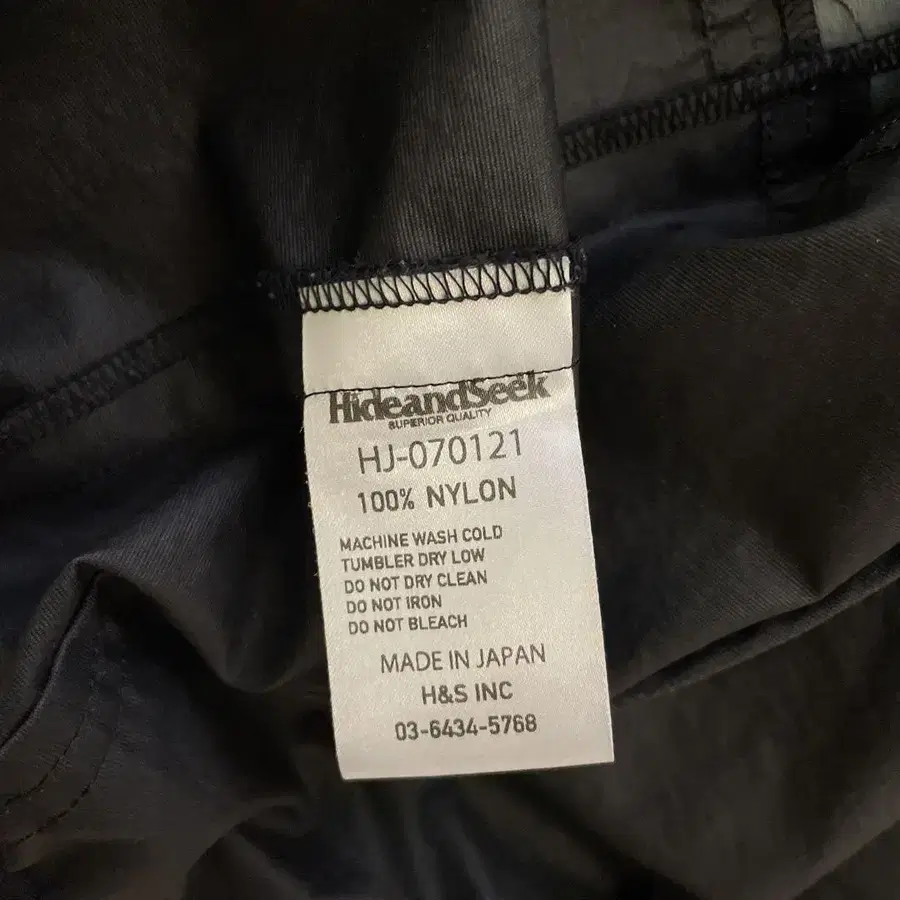 HideandSeek
SUPERIOR QUALITY
HJ-070121
100% NYLON
MACHINE WASH COLD
TUMBLER DRY LOW
DO NOT DRY CLEAN
DO NOT IRON
DO NOT BLEACH
MADE IN JAPAN
H&S INC
03-6434-5768